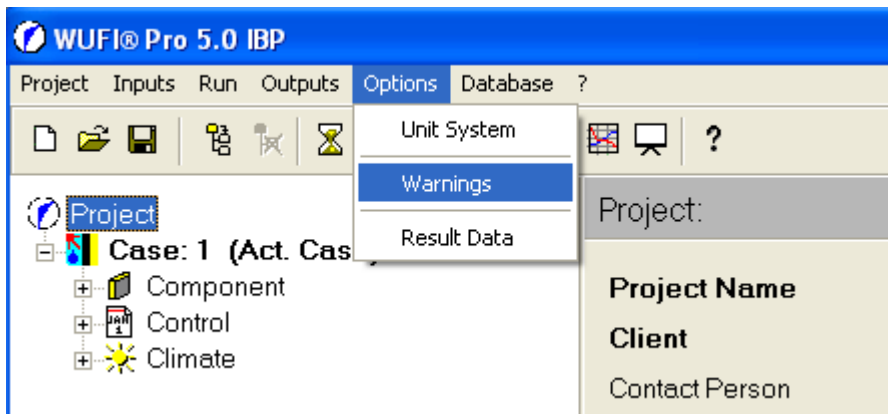 WUFI® Pro 5.0 IBP
Project Inputs Run Outputs Options Database ?
Unit System
Warnings
Result Data
?
Project
Case: 1 (Act. Cas
Component
Control
Climate
Project:
Project Name
Client
Contact Person